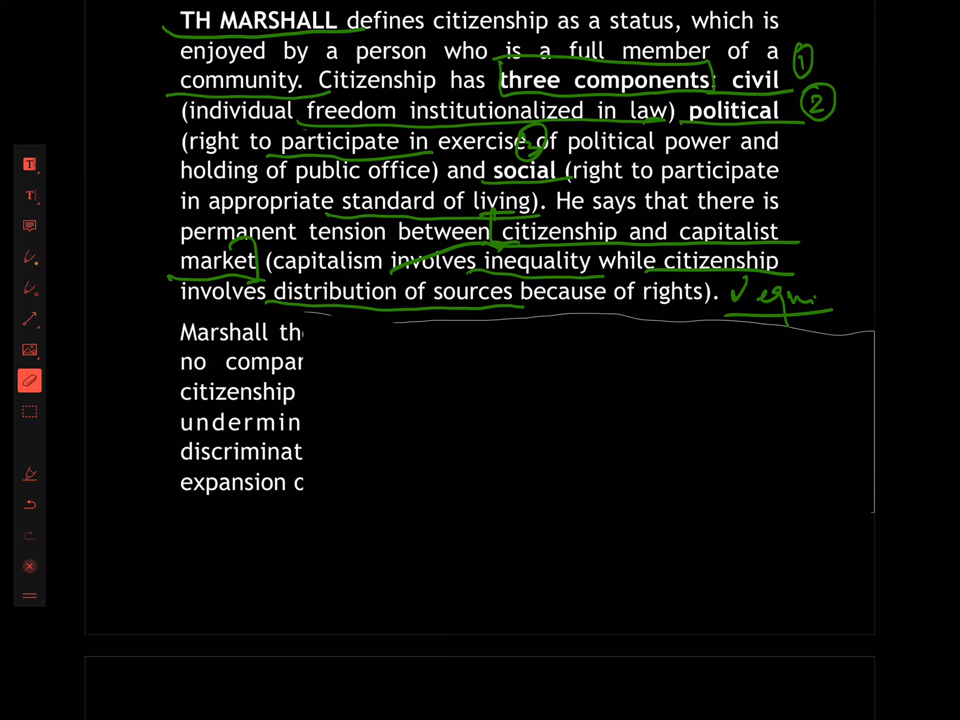 TH MARSHALL defines citizenship as a status, which is
enjoyed by a person who is a full member of a
community. Citizenship has three components: civil
(individual freedom institutionalized in law) political
(right to participate in exercise of political power and
holding of public office) and social (right to participate
in appropriate standard of living). He says that there is
permanent tension between citizenship and capitalist
market (capitalism involves inequality while citizenship
involves distribution of sources because of rights).
Marshall the
no compar
citizenship
undermin
discriminat
expansion o
1
2
3
T
T